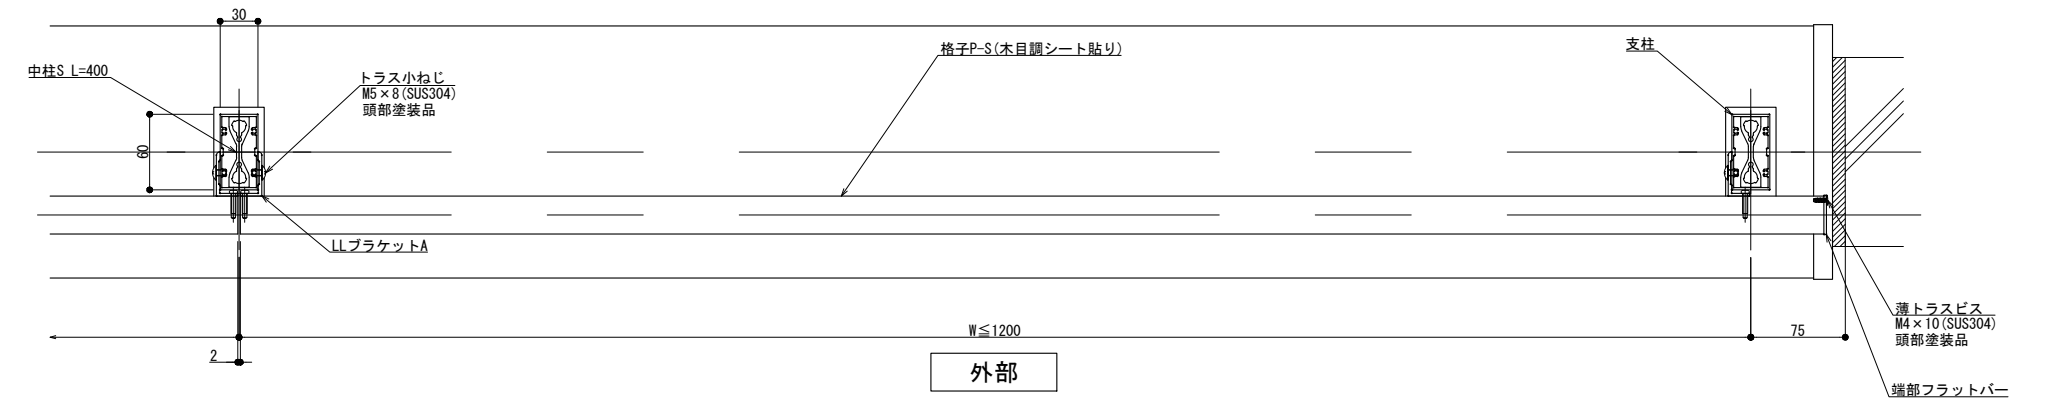 30
格子P-S(木目調シート貼り)
支柱
中柱S L=400
トラス小ねじ
M5×8(SUS304)
頭部塗装品
60
LLブラケットA
薄トラスビス
M4×10(SUS304)
頭部塗装品
W≦1200
75
2
外部
端部フラットバー